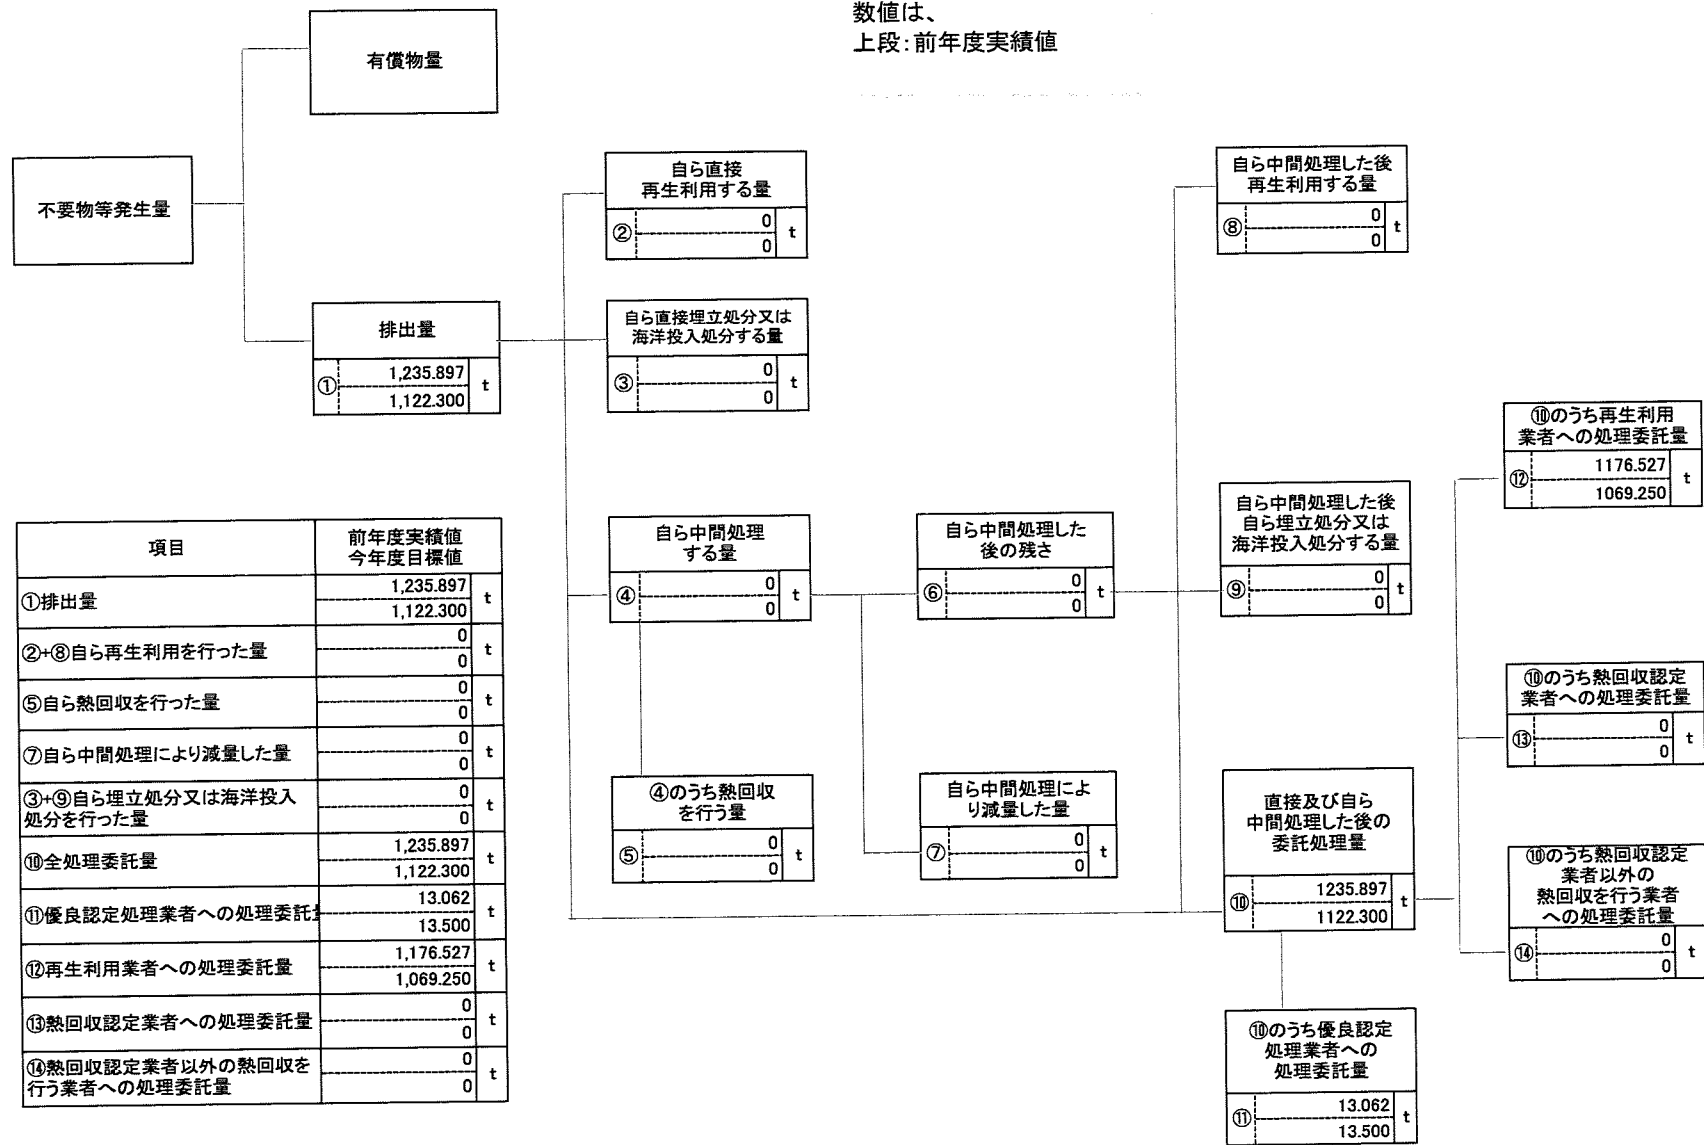 数値は、
上段：前年度実績値
有償物量
不要物等発生量
排出量
①
1,235.897
1,122.300
t
自ら直接
再生利用する量
②
0
0
t
自ら直接埋立処分又は
海洋投入処分する量
③
0
0
t
自ら中間処理
する量
④
0
0
t
④のうち熱回収
を行う量
⑤
0
0
t
自ら中間処理した
後の残さ
⑥
0
0
t
自ら中間処理によ
り減量した量
⑦
0
0
t
自ら中間処理した後
再生利用する量
⑧
0
0
t
自ら中間処理した後
自ら埋立処分又は
海洋投入処分する量
⑨
0
0
t
直接及び自ら
中間処理した後の
委託処理量
⑩
1235.897
1122.300
t
⑩のうち優良認定
処理業者への
処理委託量
⑪
13.062
13.500
t
⑩のうち再生利用
業者への処理委託量
⑫
1176.527
1069.250
t
⑩のうち熱回収認定
業者への処理委託量
⑬
0
0
t
⑩のうち熱回収認定
業者以外の
熱回収を行う業者
への処理委託量
⑭
0
0
t
項目
前年度実績値
今年度目標値
①排出量
1,235.897
1,122.300
t
②+⑧自ら再生利用を行った量
0
0
t
⑤自ら熱回収を行った量
0
0
t
⑦自ら中間処理により減量した量
0
0
t
③+⑨自ら埋立処分又は海洋投入
処分を行った量
0
0
t
⑩全処理委託量
1,235.897
1,122.300
t
⑪優良認定処理業者への処理委託
13.062
13.500
t
⑫再生利用業者への処理委託量
1,176.527
1,069.250
t
⑬熱回収認定業者への処理委託量
0
0
t
⑭熱回収認定業者以外の熱回収を
行う業者への処理委託量
0
0
t